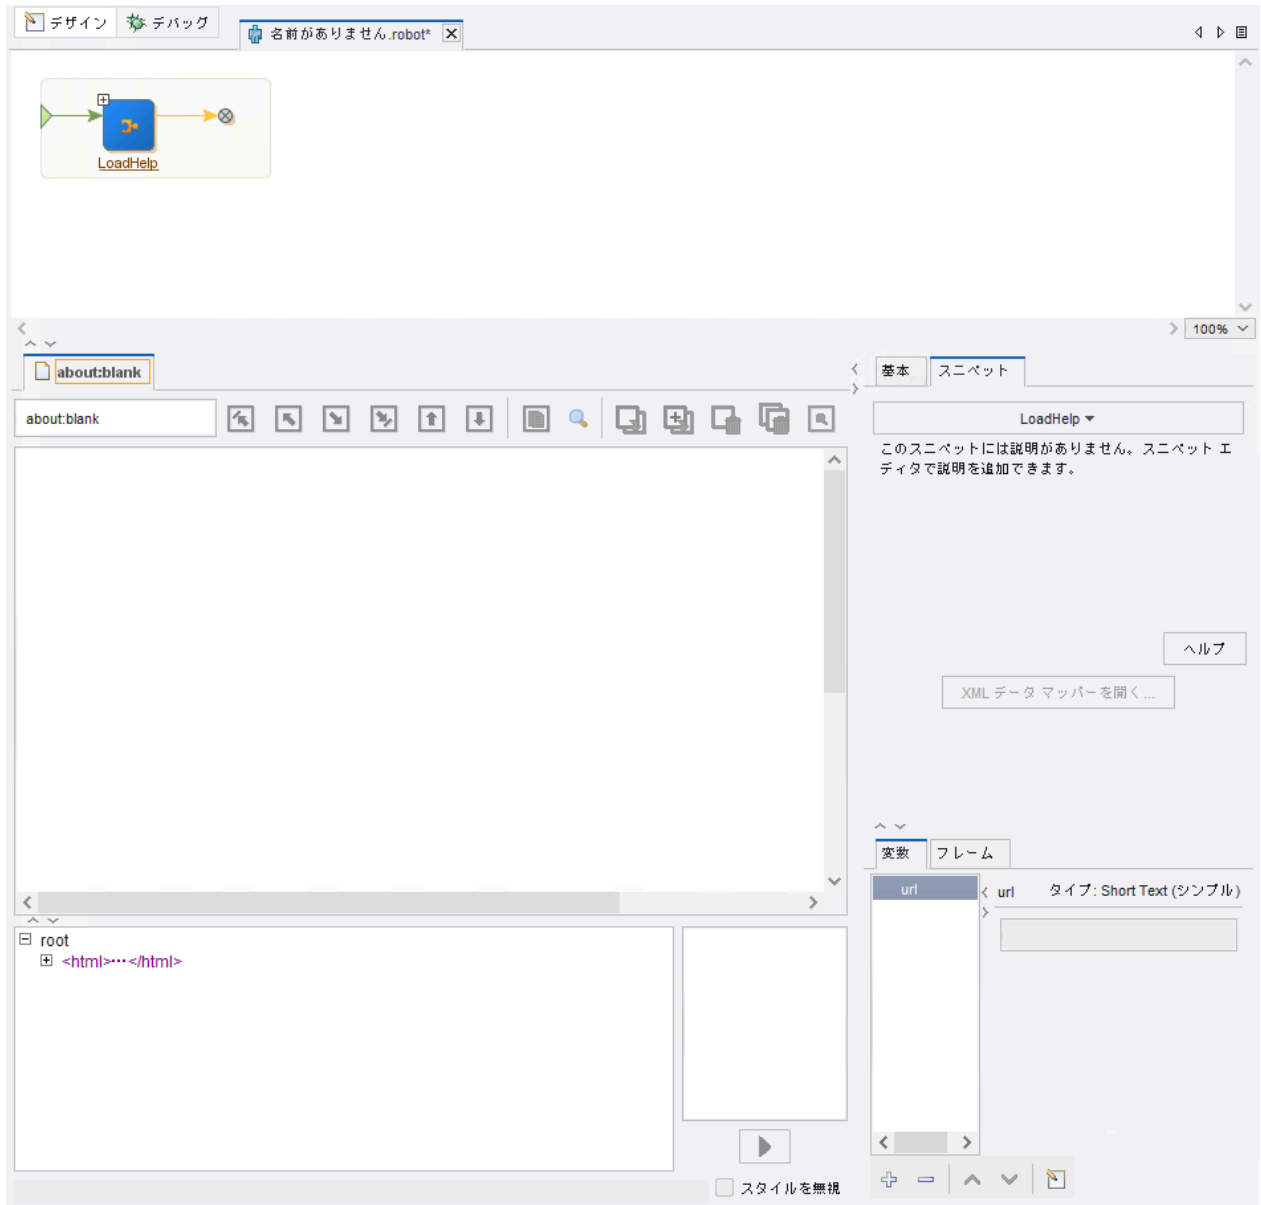 デザイン
デバッグ
名前がありません.robot*
LoadHelp
100%
about:blank
基本
スニペット
about:blank
LoadHelp
このスニペットには説明がありません。スニペット エ
ディタで説明を追加できます。
ヘルプ
XML データ マッパーを開く...
変数
フレーム
url
url
タイプ: Short Text (シンプル)
root
<html>…</html>
スタイルを無視